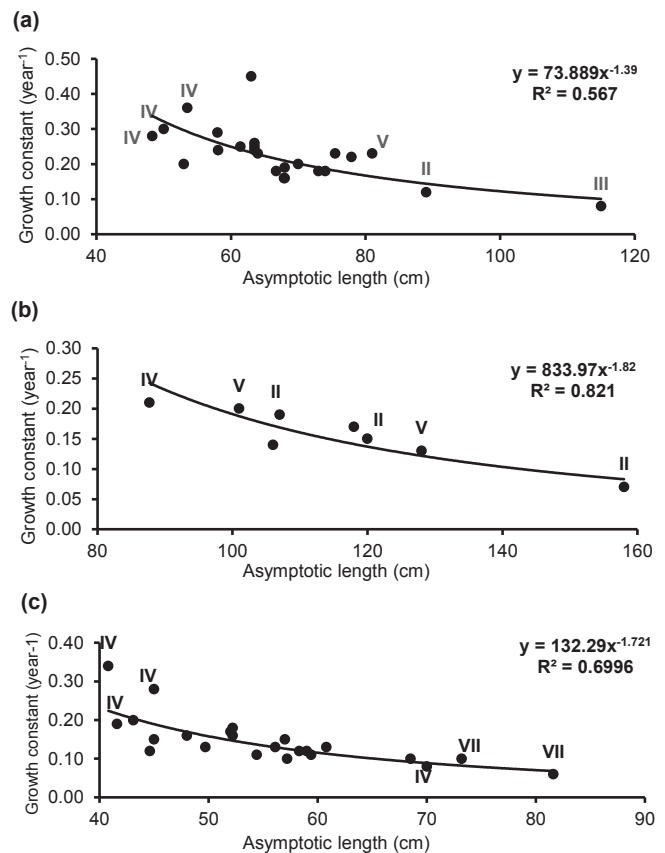 (a)
0.50
0.40
0.30
0.20
0.10
0.00
Growth constant (year-1)
IV
IV
IV
V
II
III
y = 73.889x-1.39
R² = 0.567
40
60
80
100
120
Asymptotic length (cm)
(b)
0.30
0.25
0.20
0.15
0.10
0.05
0.00
Growth constant (year-1)
IV
V
II
II
V
II
y = 833.97x-1.82
R² = 0.821
80
100
120
140
160
Asymptotic length (cm)
(c)
0.40
0.30
0.20
0.10
0.00
Growth constant (year-1)
IV
IV
IV
IV
VII
VII
y = 132.29x-1.721
R² = 0.6996
40
50
60
70
80
90
Asymptotic length (cm)